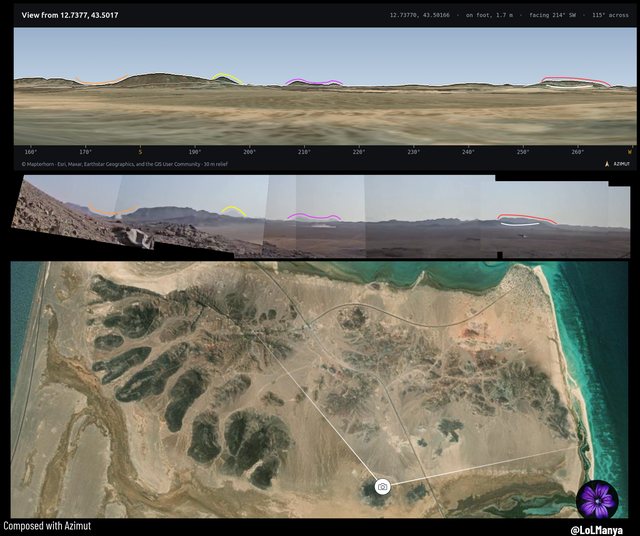 View from 12.7377, 43.5017
12.73770, 43.50166 · on foot, 1.7 m · facing 214° SW · 115° across
160° 170° S 190° 200° 210° 220° 230° 240° 250° 260° W
© Mapterhorn · Esri, Maxar, Earthstar Geographics, and the GIS User Community · 30 m relief
AZIMUT
Composed with Azimut
@LoLManya